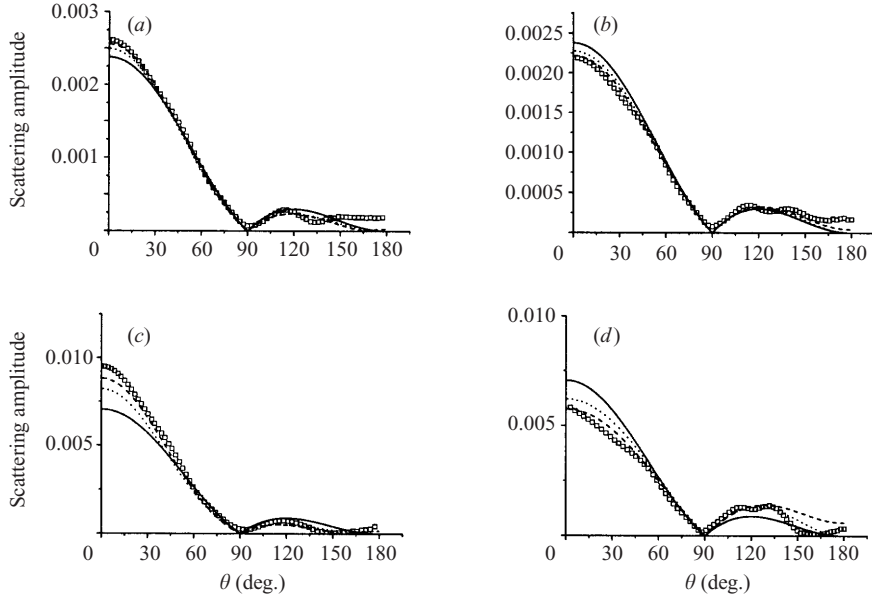 (a)
0.003
0.002
0.001
Scattering amplitude
0 30 60 90 120 150 180
(b)
0.0025
0.0020
0.0015
0.0010
0.0005
0 30 60 90 120 150 180
(c)
0.010
0.005
Scattering amplitude
0 30 60 90 120 150 180
θ (deg.)
(d)
0.010
0.005
0 30 60 90 120 150 180
θ (deg.)